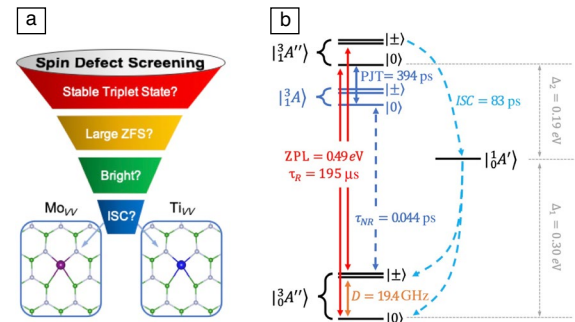 a
Spin Defect Screening
Stable Triplet State?
Large ZFS?
Bright?
ISC?
Mo_VV
Ti_VV
b
|³₁A''⟩
|±⟩
|0⟩
PJT = 394 ps
|³₁A⟩
|±⟩
|0⟩
ISC = 83 ps
Δ₂ = 0.19 eV
ZPL = 0.49 eV
τ_R = 195 μs
|¹₀A'⟩
τ_NR = 0.044 ps
Δ₁ = 0.30 eV
|³₀A''⟩
|±⟩
D = 19.4 GHz
|0⟩